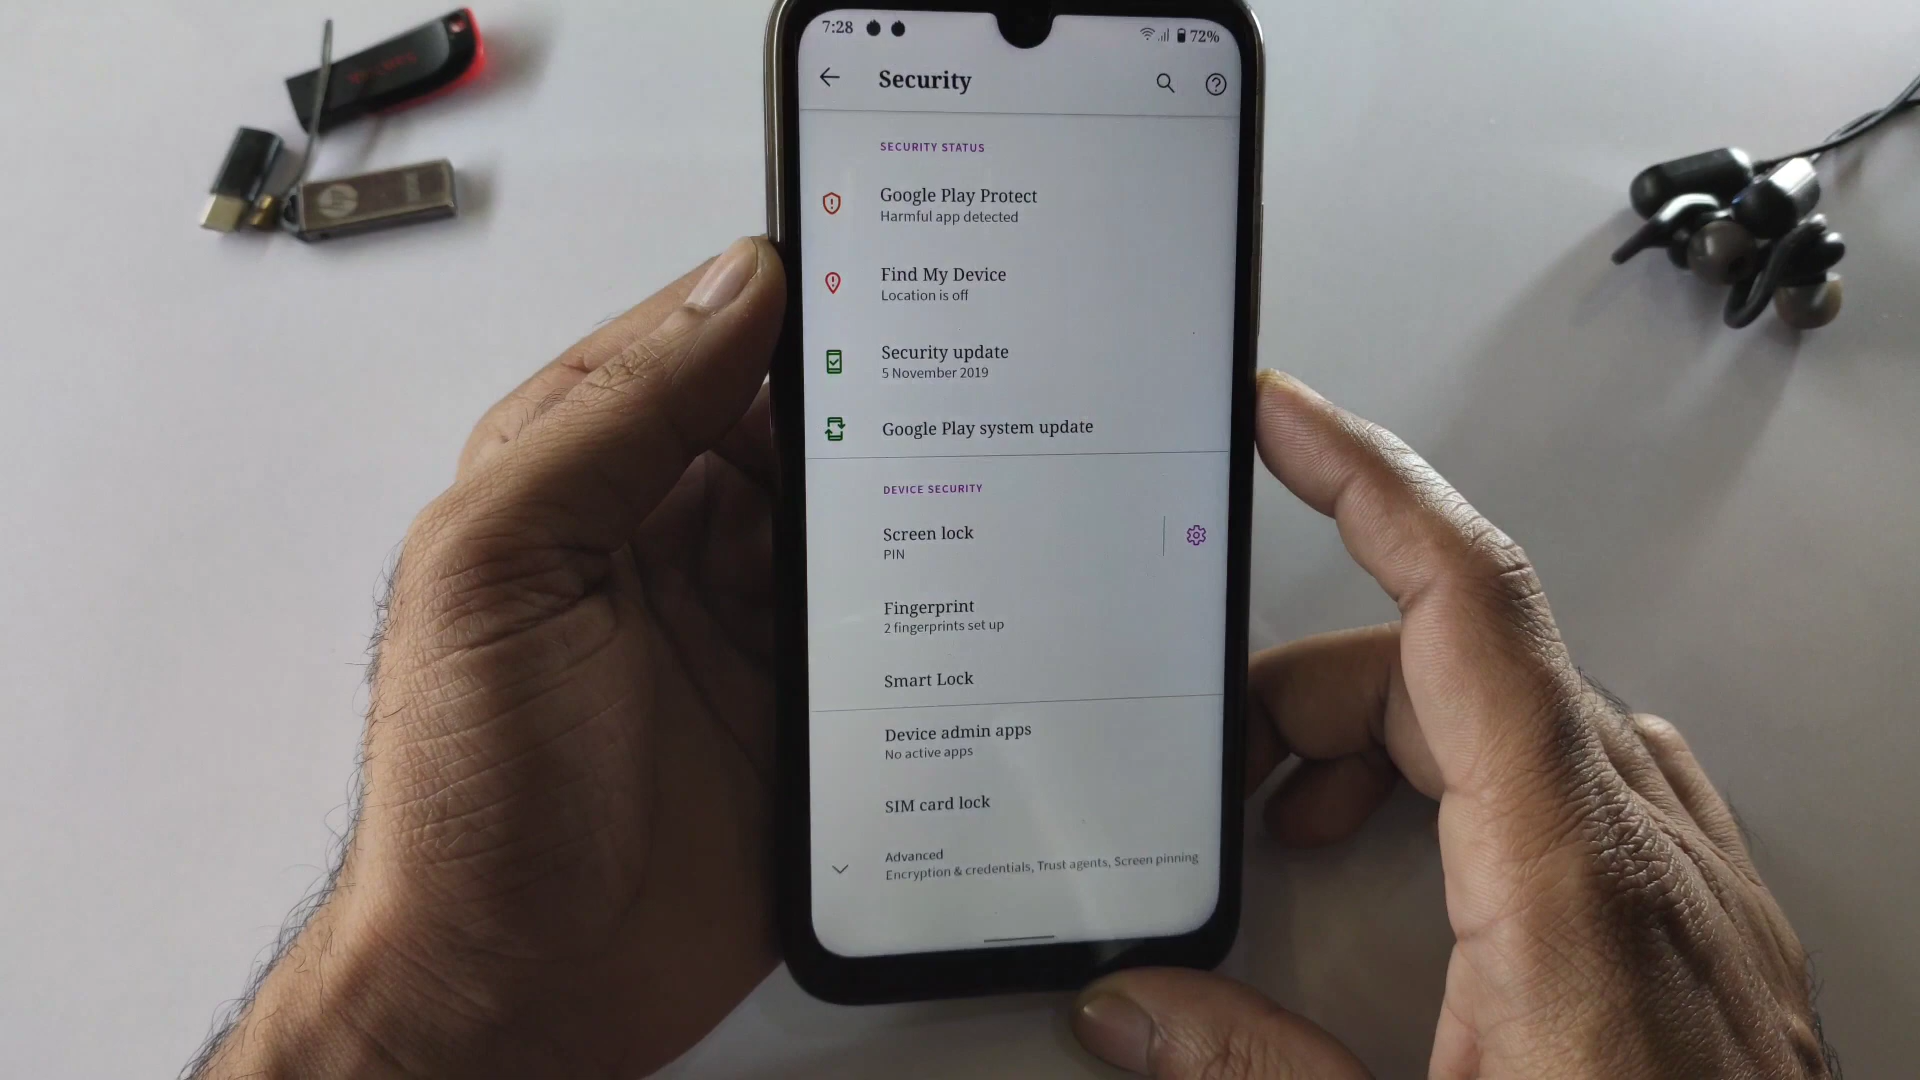 7:28
72%
Security
SECURITY STATUS
Google Play Protect
Harmful app detected
Find My Device
Location is off
Security update
5 November 2019
Google Play system update
DEVICE SECURITY
Screen lock
PIN
Fingerprint
2 fingerprints set up
Smart Lock
Device admin apps
No active apps
SIM card lock
Advanced
Encryption & credentials, Trust agents, Screen pinning
SanDisk
hp